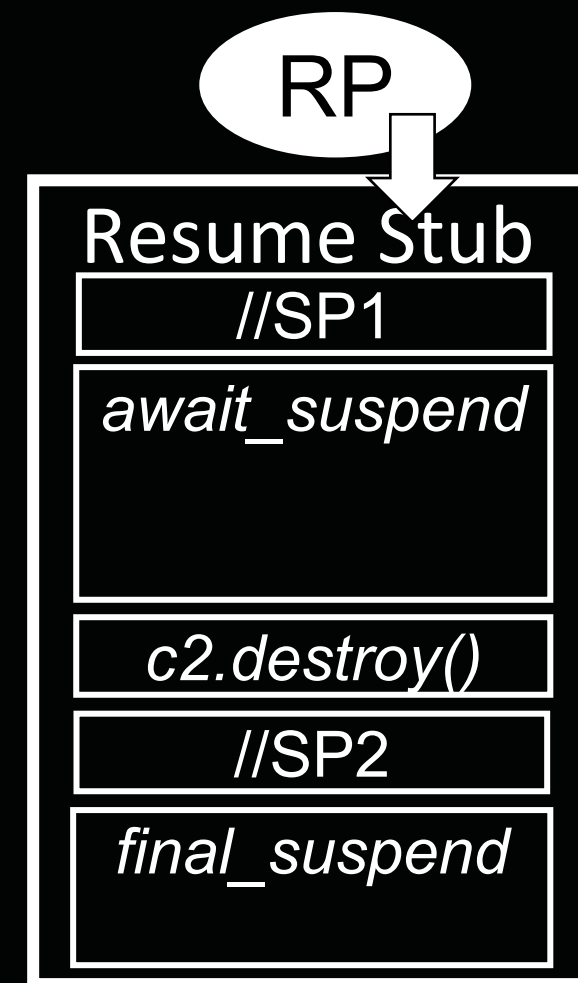 RP
Resume Stub
//SP1
await_suspend
c2.destroy()
//SP2
final_suspend